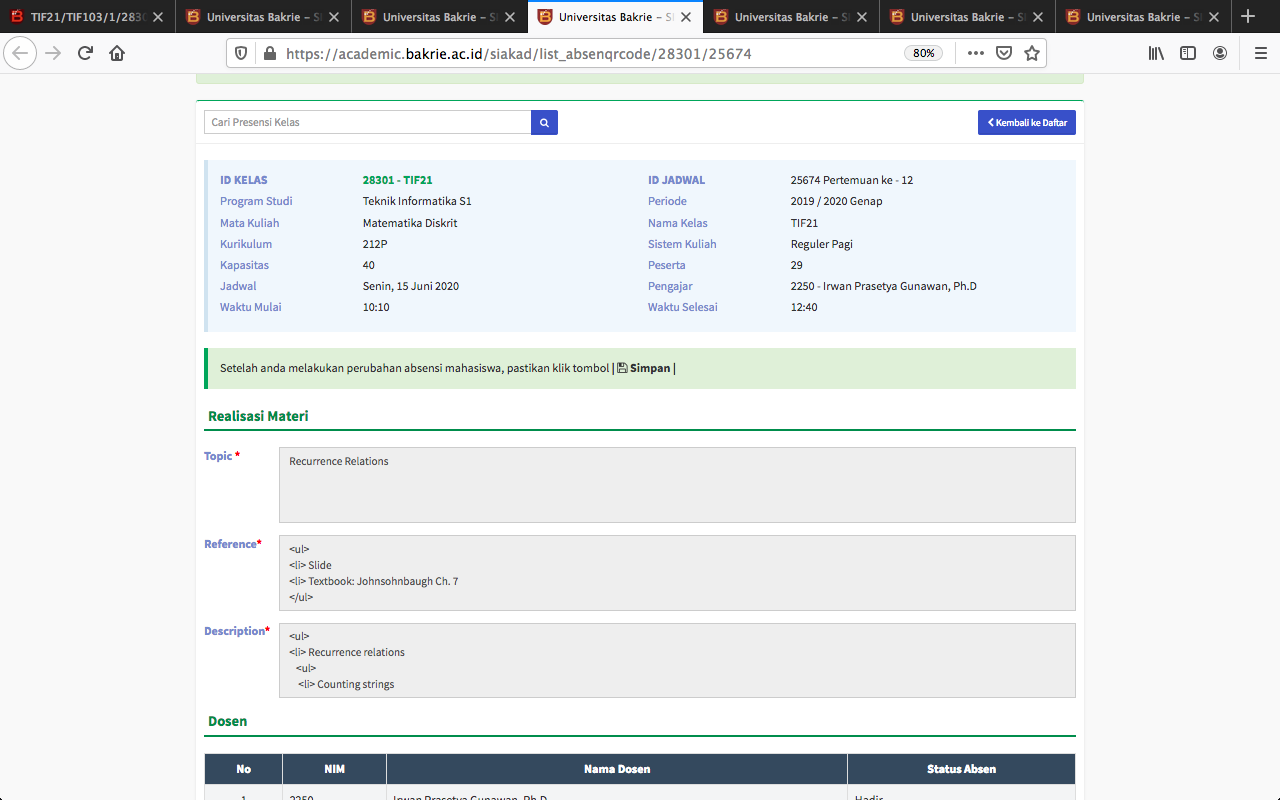 TIF21/TIF103/1/2830
Universitas Bakrie – S
Universitas Bakrie – S
Universitas Bakrie – S
Universitas Bakrie – S
Universitas Bakrie – S
Universitas Bakrie – S
https://academic.bakrie.ac.id/siakad/list_absenqrcode/28301/25674
80%
Cari Presensi Kelas
Kembali ke Daftar
ID KELAS 28301 - TIF21 ID JADWAL 25674 Pertemuan ke - 12
Program Studi Teknik Informatika S1 Periode 2019 / 2020 Genap
Mata Kuliah Matematika Diskrit Nama Kelas TIF21
Kurikulum 212P Sistem Kuliah Reguler Pagi
Kapasitas 40 Peserta 29
Jadwal Senin, 15 Juni 2020 Pengajar 2250 - Irwan Prasetya Gunawan, Ph.D
Waktu Mulai 10:10 Waktu Selesai 12:40
Setelah anda melakukan perubahan absensi mahasiswa, pastikan klik tombol | Simpan |
Realisasi Materi
Topic *
Recurrence Relations
Reference*
<ul>
<li> Slide
<li> Textbook: Johnsohnbaugh Ch. 7
</ul>
Description*
<ul>
<li> Recurrence relations
<ul>
<li> Counting strings
Dosen
No NIM Nama Dosen Status Absen
1 2250 Irwan Prasetya Gunawan, Ph.D Hadir